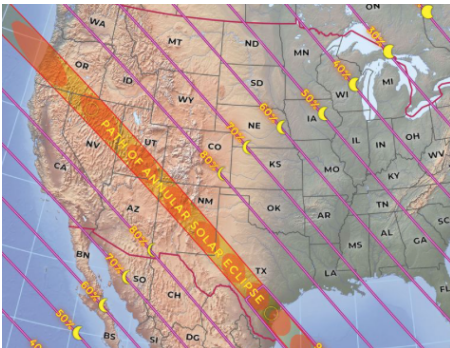 ON
WA
MT
ND
MN
30%
OR
ID
SD
WI
MI
40%
WY
IA
50%
NE
60%
NV
UT
CO
70%
IL
IN
OH
CA
80%
KS
WV
KY
PATH OF ANNULAR SOLAR ECLIPSE
AZ
NM
OK
AR
TN
SC
MS
AL
GA
BN
80%
TX
LA
FL
SO
70%
CH
60%
50%
BS
SI
DG
40
9